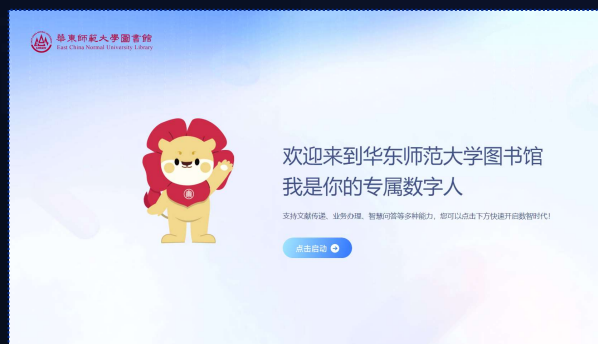 華東師範大學圖書館
East China Normal University Library
欢迎来到华东师范大学图书馆
我是你的专属数字人
支持文献传递、业务办理、智慧问答等多种能力，您可以点击下方快速开启数智时代！
点击启动